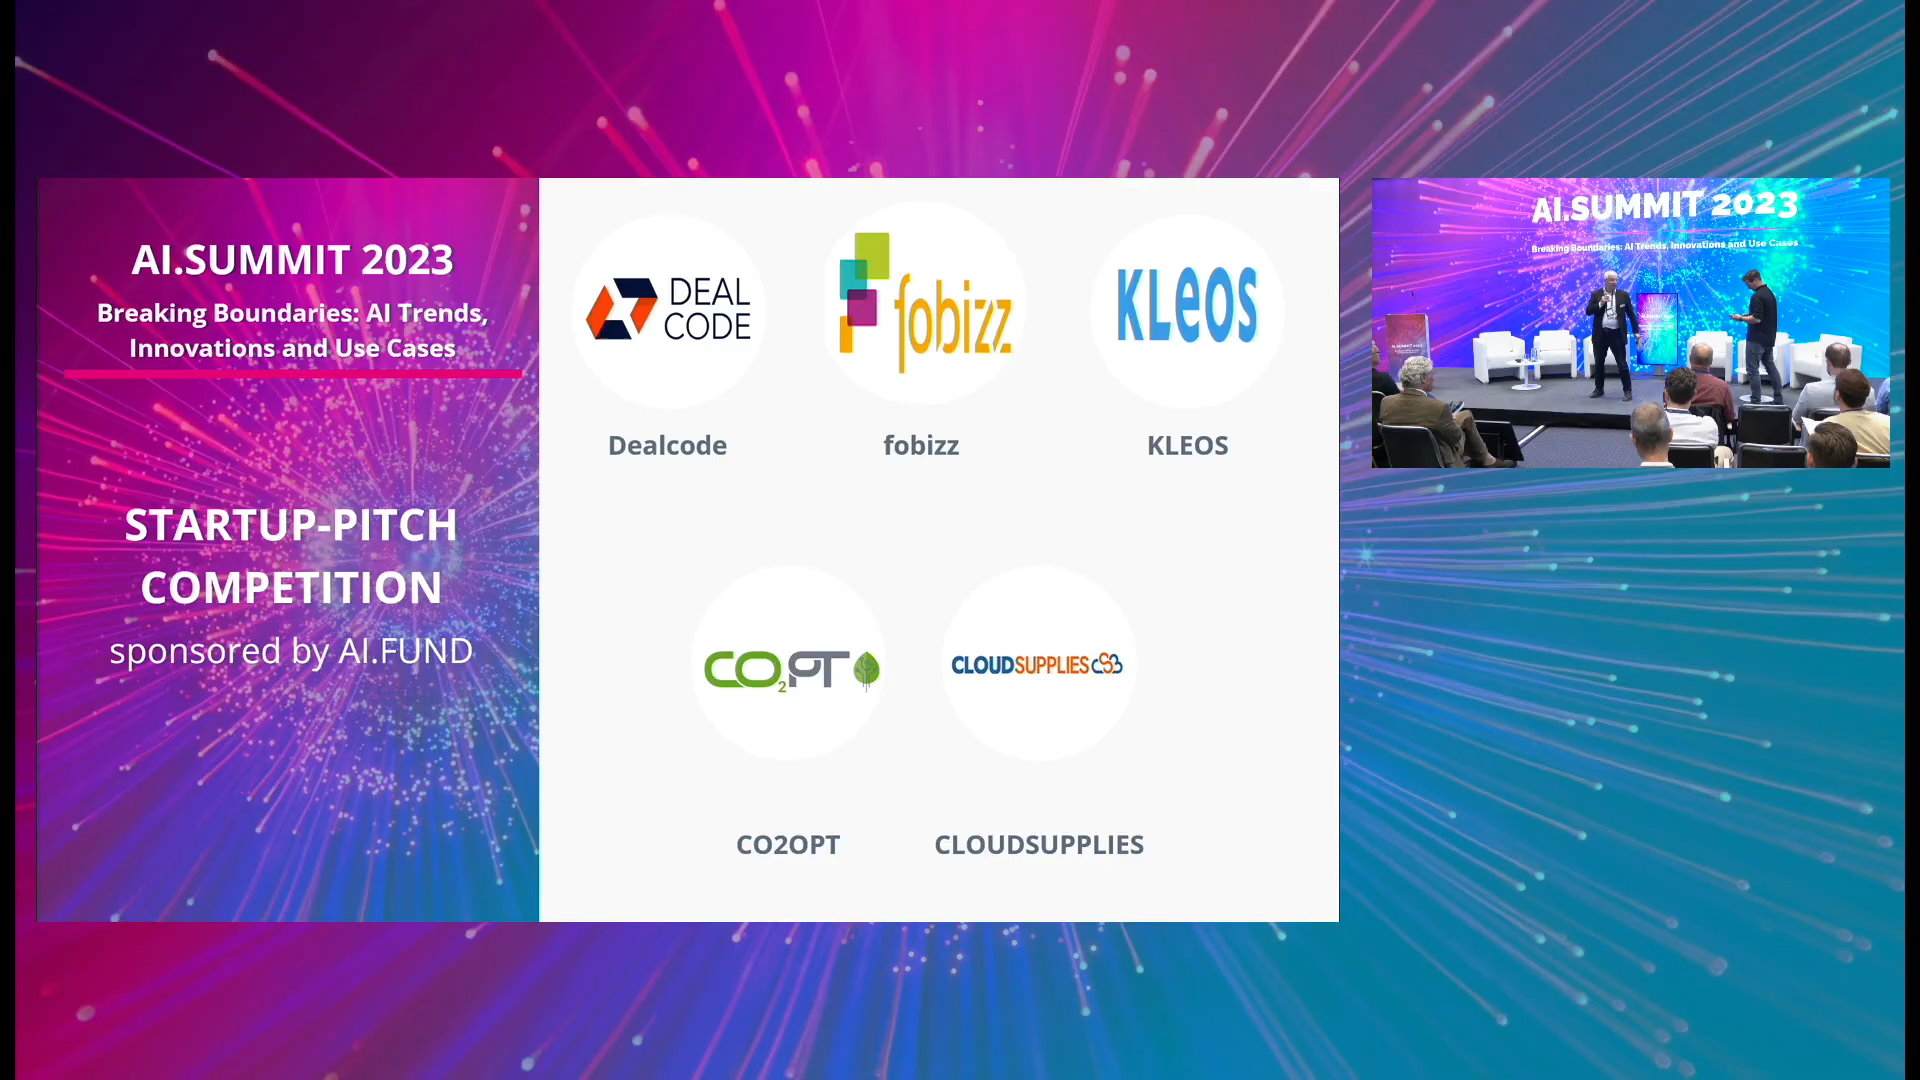 AI.SUMMIT 2023
Breaking Boundaries: AI Trends,
Innovations and Use Cases
STARTUP-PITCH
COMPETITION
sponsored by AI.FUND
DEAL
CODE
fobizz
KLeos
Dealcode
fobizz
KLEOS
CO2PT
CLOUDSUPPLIES
CO2OPT
CLOUDSUPPLIES
AI.SUMMIT 2023
Breaking Boundaries: AI Trends, Innovations and Use Cases